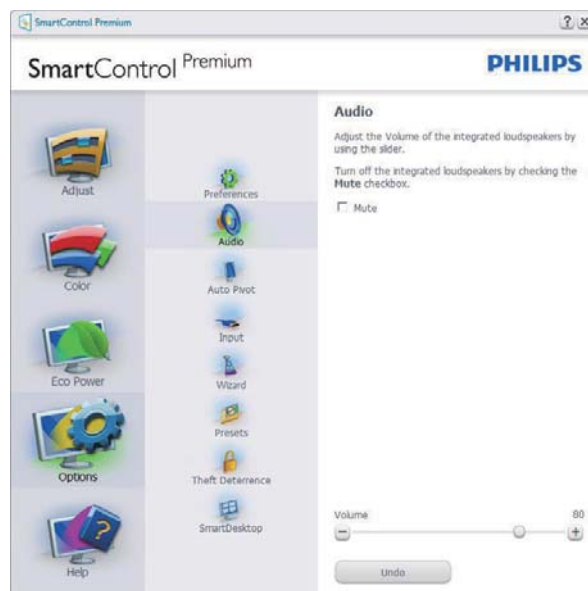 SmartControl Premium
? X
SmartControl Premium
PHILIPS
Adjust
Color
Eco Power
Options
Help
Preferences
Audio
Auto Pivot
Input
Wizard
Presets
Theft Deterrence
SmartDesktop
Audio
Adjust the Volume of the integrated loudspeakers by
using the slider.
Turn off the integrated loudspeakers by checking the
Mute checkbox.
Mute
Volume 80
Undo